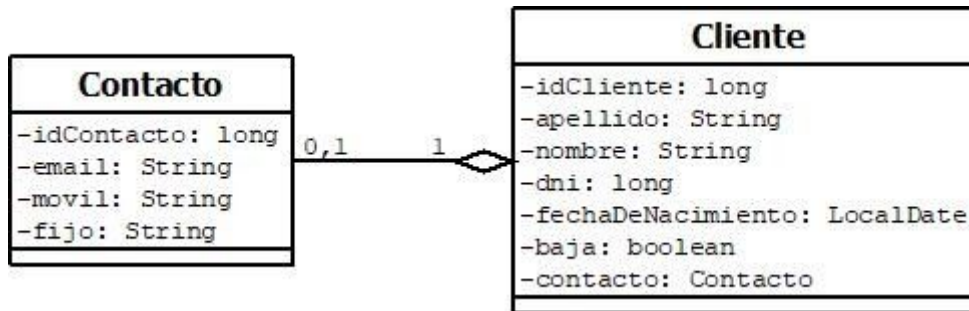 Contacto
-idContacto: long
-email: String
-movil: String
-fijo: String
0,1
1
Cliente
-idCliente: long
-apellido: String
-nombre: String
-dni: long
-fechaDeNacimiento: LocalDate
-baja: boolean
-contacto: Contacto